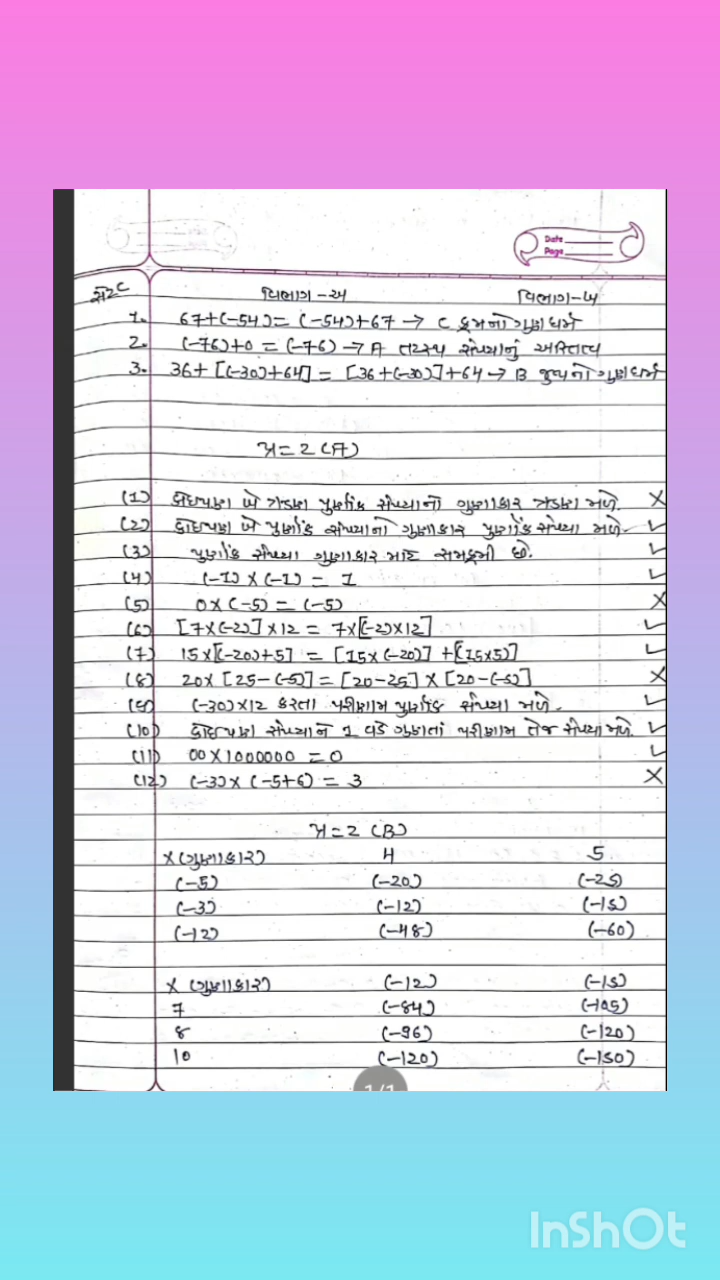 Date
Page
વિભાગ-અ વિભાગ-બ
1. 67+(-54) = (-54)+67 → C ક્રમનો ગુણધર્મ
2. (-76)+0 = (-76) → A તટસ્થ સંખ્યાનું અસ્તિત્વ
3. 36+ [(-30)+64] = [36+(-30)]+64 → B જુથનો ગુણધર્મ
અ=2 (A)
(1) કોઈપણ બે ઋણ પુર્ણાંક સંખ્યાનો ગુણાકાર ઋણ મળે. ×
(2) કોઈપણ બે પુર્ણાંક સંખ્યાનો ગુણાકાર પુર્ણાંક સંખ્યા મળે. ✓
(3) પુર્ણાંક સંખ્યા ગુણાકાર માટે સમક્રમી છે. ✓
(4) (-1) × (-1) = 1 ✓
(5) 0 × (-5) = (-5) ×
(6) [7×(-2)] ×12 = 7×[(-2)×12] ✓
(7) 15×[(-20)+5] = [15×(-20)] + [(15×5)] ✓
(8) 20× [25-(-5)] = [20-25] × [20-(-5)] ×
(9) (-30)×12 કરતા પરીણામ પુર્ણાંક સંખ્યા મળે. ✓
(10) કોઈપણ સંખ્યાને 1 વડે ગુણતાં પરીણામ તેજ સંખ્યા મળે. ✓
(11) 00×1000000 = 0 ✓
(12) (-3)× (-5+6) = 3 ×
અ=2 (B)
×(ગુણાકાર) 4 5
(-5) (-20) (-25)
(-3) (-12) (-15)
(-12) (-48) (-60)
× (ગુણાકાર) (-12) (-15)
7 (-84) (-105)
8 (-96) (-120)
10 (-120) (-150)
1/1
InShOt